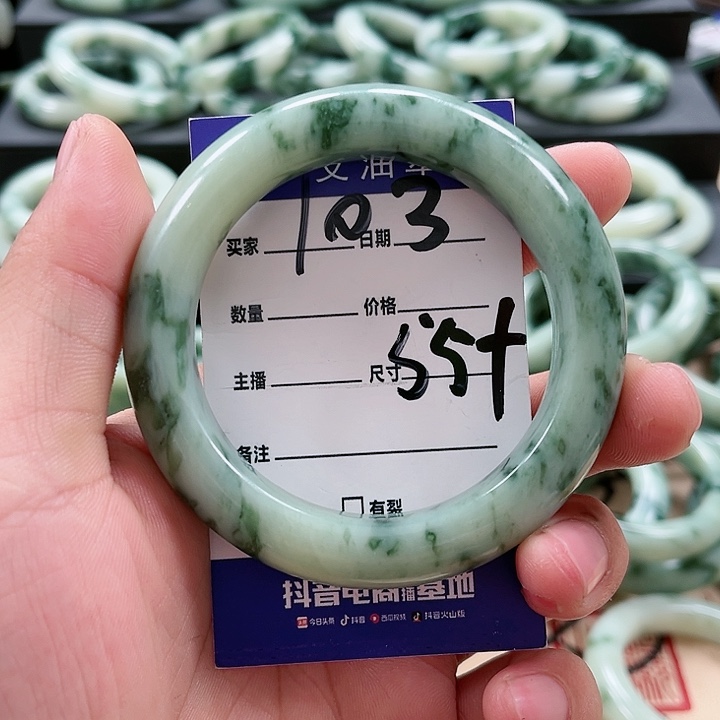 103
买家 日期
数量 价格
55+
主播 尺寸
备注
有裂
抖音电商直播基地
今日头条 抖音 西瓜视频 抖音火山版